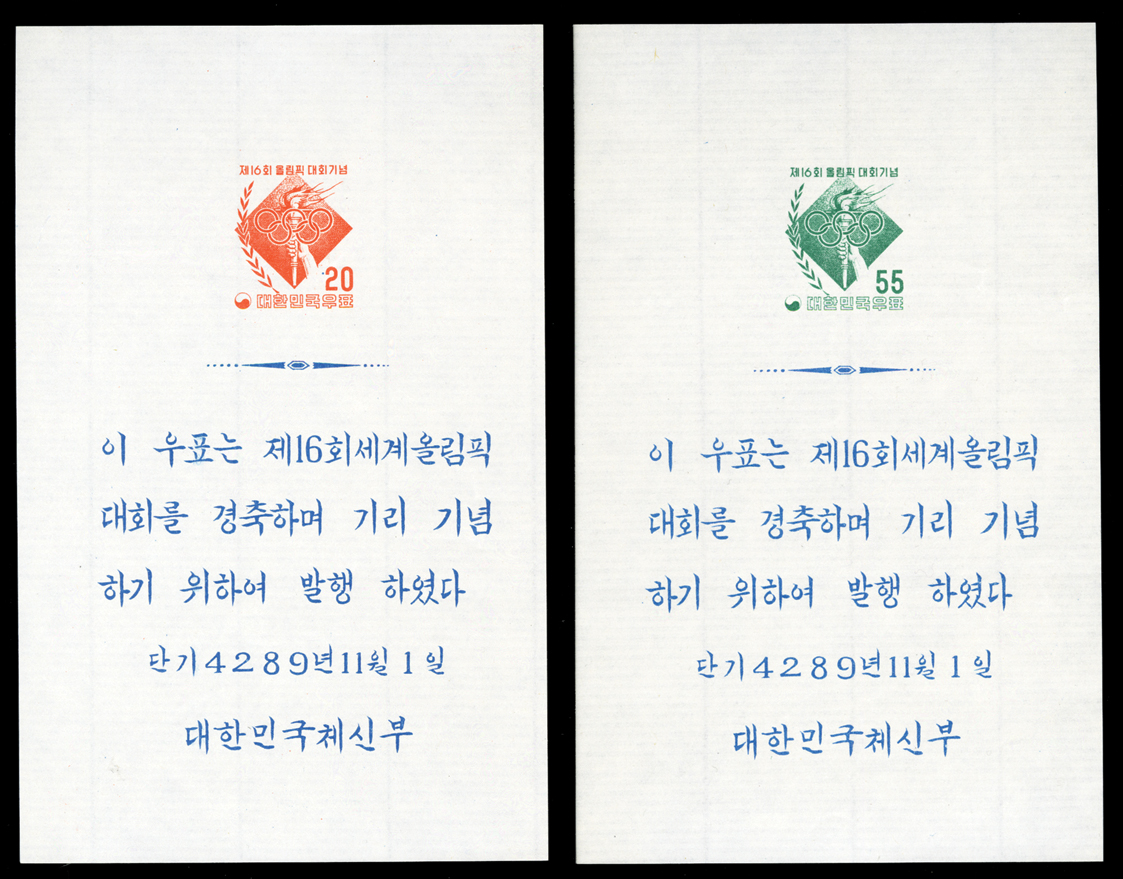 제16회 올림픽 대회기념
20
대한민국우표
이 우표는 제16회세계올림픽
대회를 경축하며 기리 기념
하기 위하여 발행 하였다
단기4289년11월1일
대한민국체신부
제16회 올림픽 대회기념
55
대한민국우표
이 우표는 제16회세계올림픽
대회를 경축하며 기리 기념
하기 위하여 발행 하였다
단기4289년11월1일
대한민국체신부